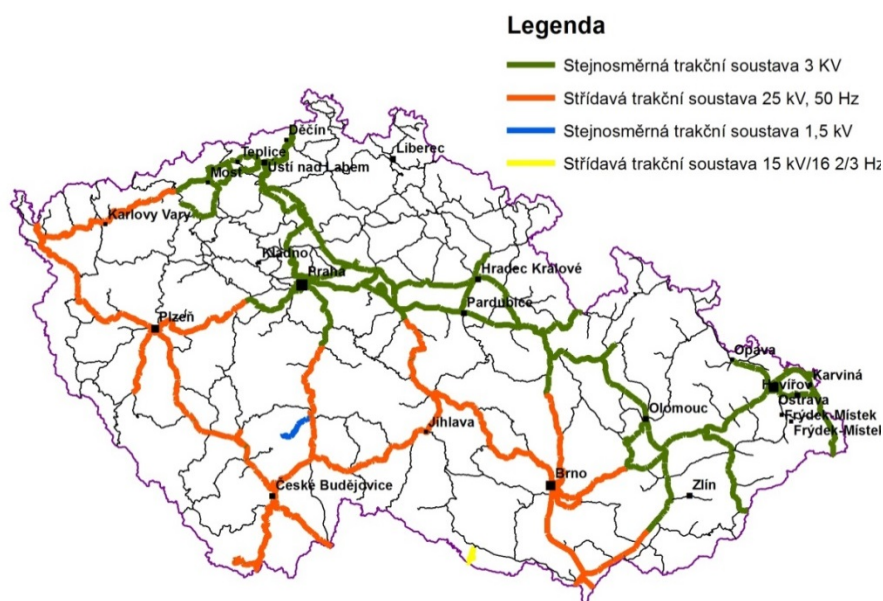 Legenda
Stejnosměrná trakční soustava 3 KV
Střídavá trakční soustava 25 kV, 50 Hz
Stejnosměrná trakční soustava 1,5 kV
Střídavá trakční soustava 15 kV/16 2/3 Hz
Děčín
Teplice
Ústí nad Labem
Liberec
Most
Karlovy Vary
Kladno
Praha
Hradec Králové
Pardubice
Plzeň
Opava
Karviná
Havířov
Ostrava
Olomouc
Frýdek-Místek
Frýdek-Místek
Jihlava
Brno
Zlín
České Budějovice